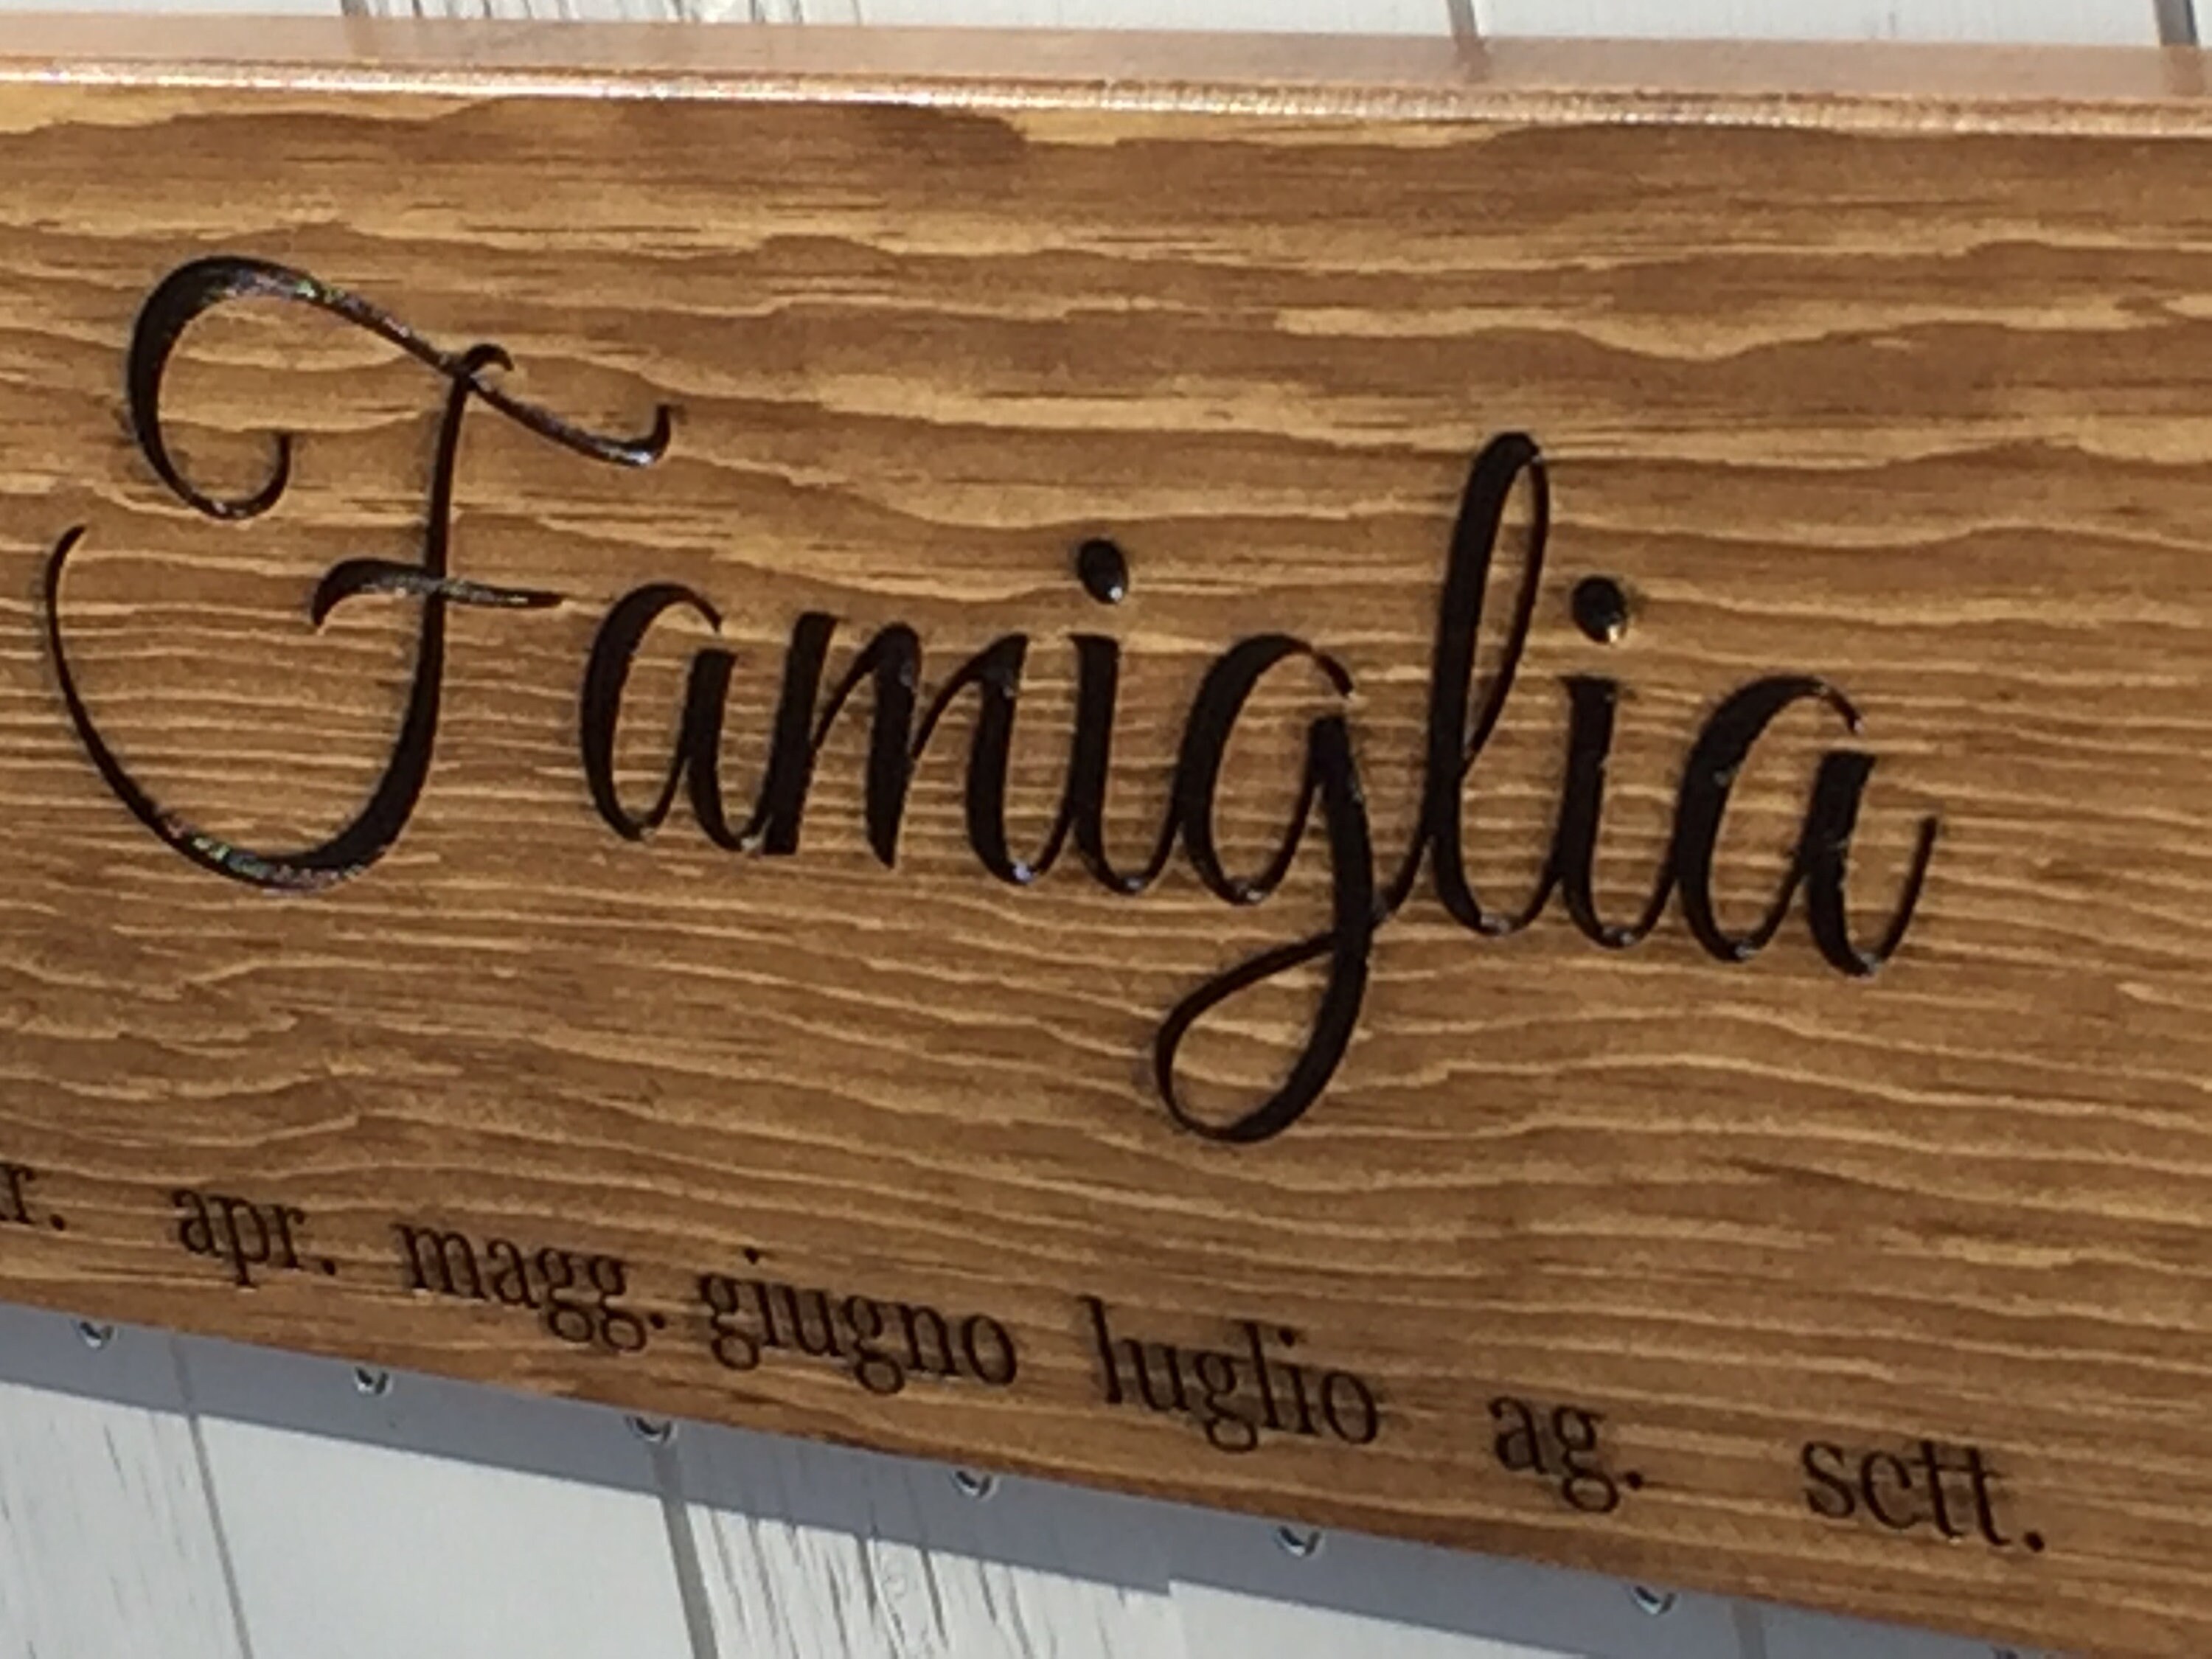 Famiglia
apr. magg. giugno luglio ag. sett.